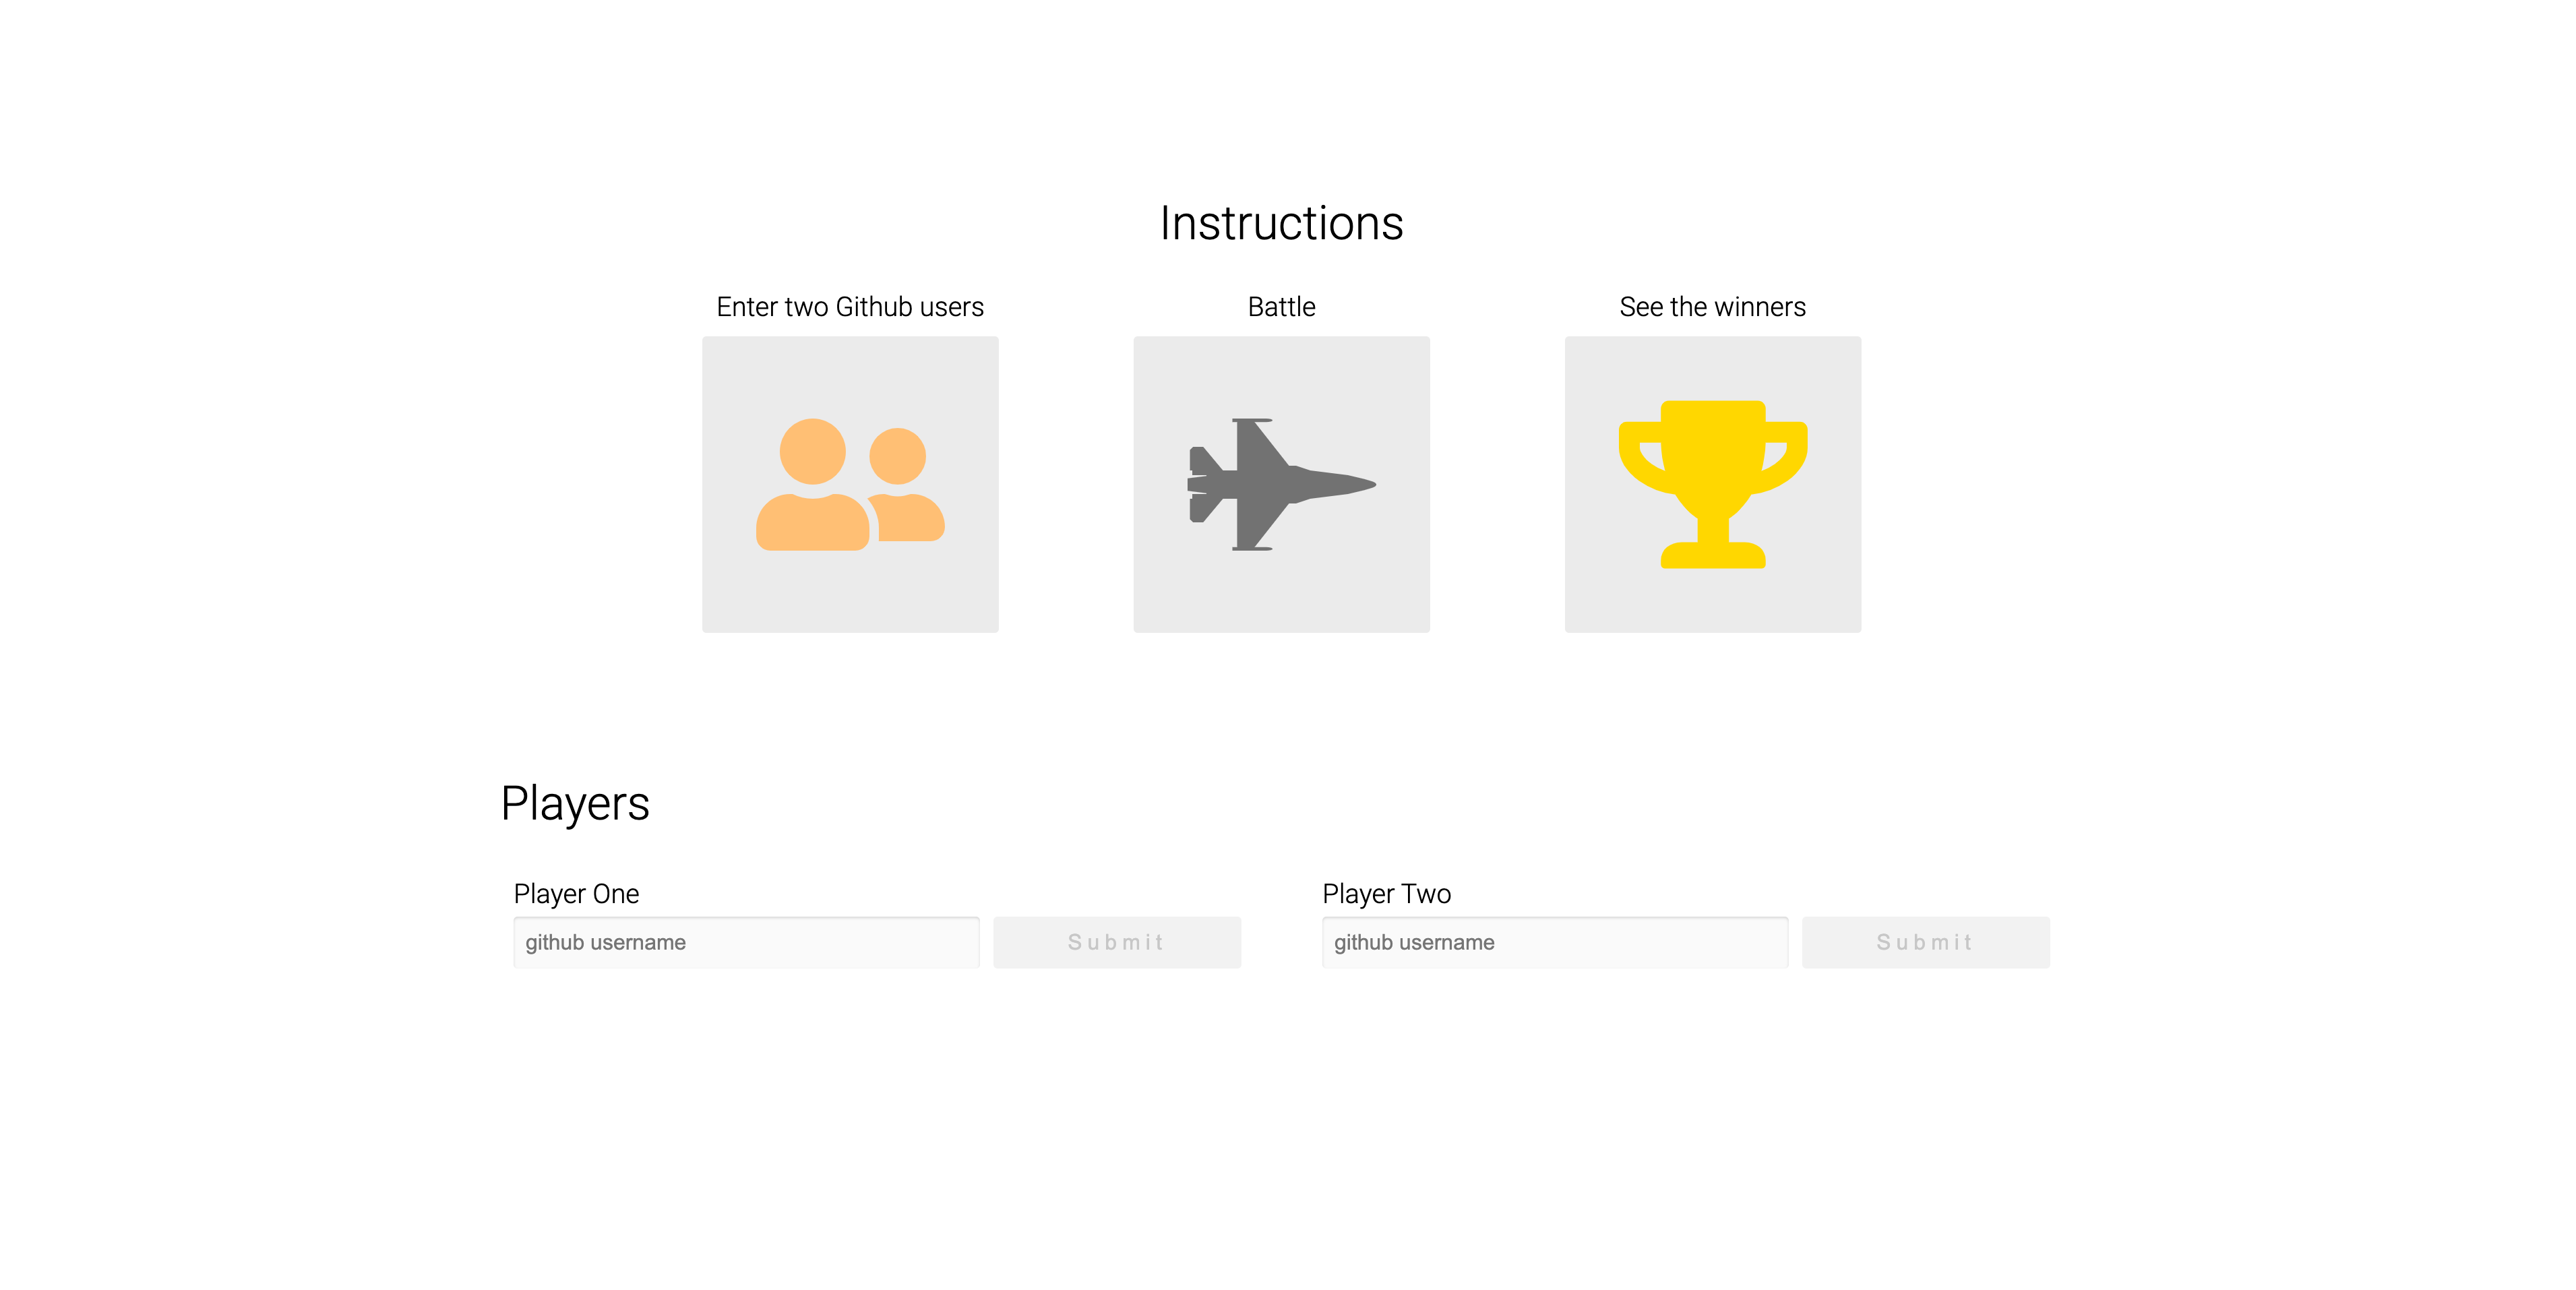 Instructions
Enter two Github users
Battle
See the winners
Players
Player One
github username
Submit
Player Two
github username
Submit